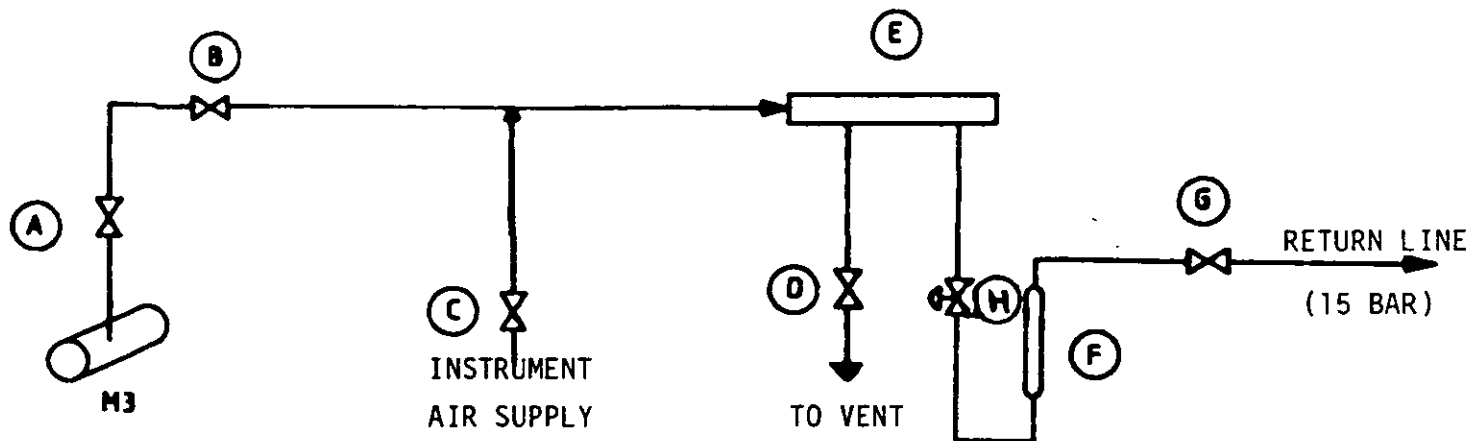 E
B
A
G
RETURN LINE
(15 BAR)
C
D
H
F
M3
INSTRUMENT
AIR SUPPLY
TO VENT